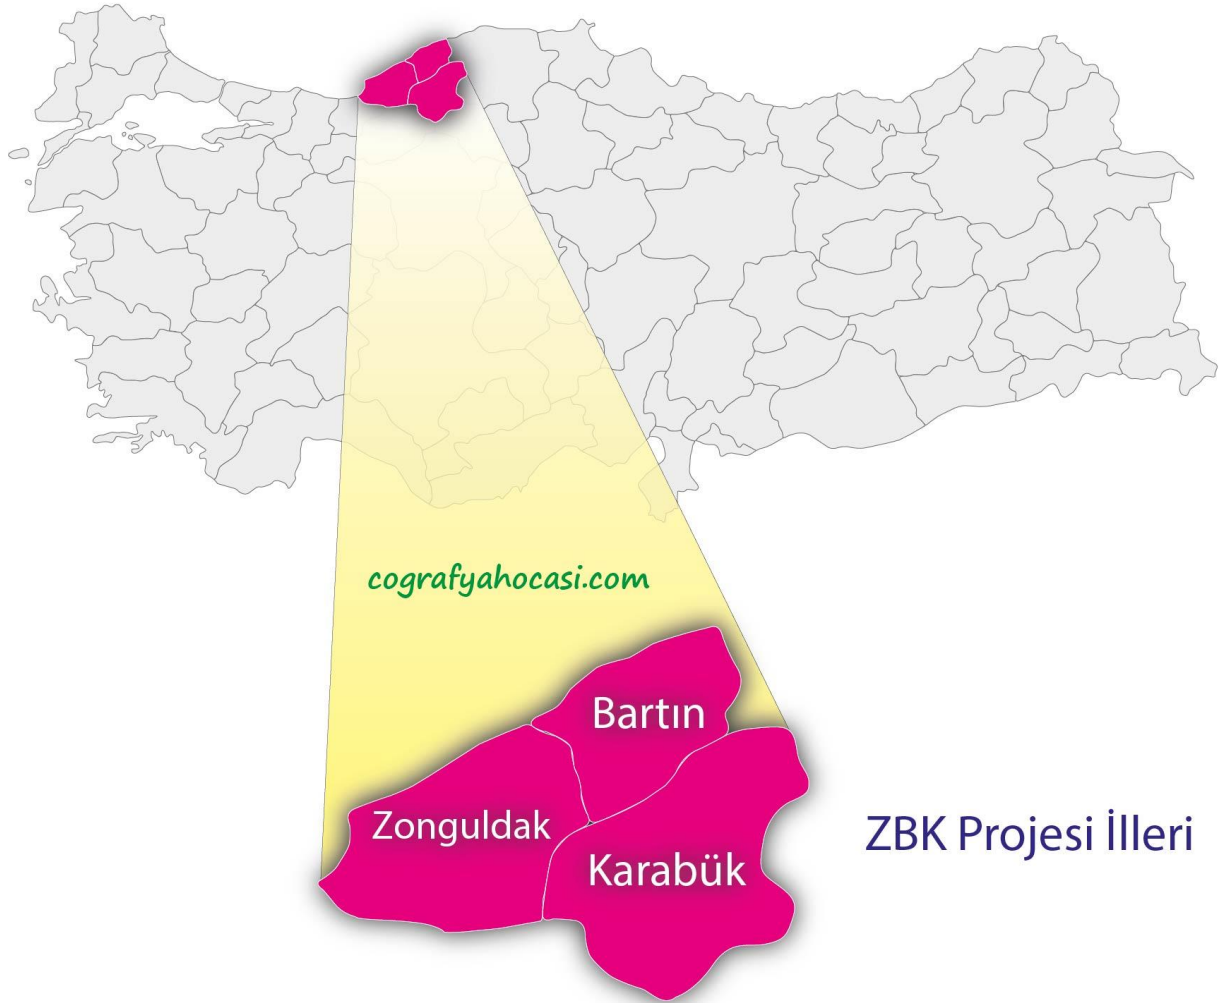 cografyahocasi.com
Bartın
Zonguldak
Karabük
ZBK Projesi İlleri